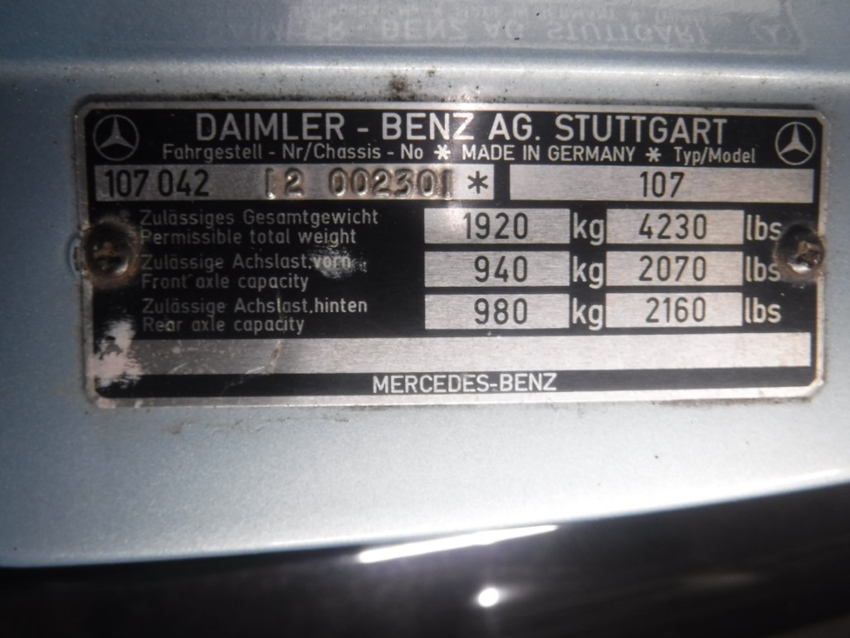 DAIMLER - BENZ AG. STUTTGART
Fahrgestell - Nr/Chassis - No * MADE IN GERMANY * Typ/Model
107 042 12 002301 * 107
Zulässiges Gesamtgewicht
Permissible total weight 1920 kg 4230 lbs
Zulässige Achslast.vorn
Front axle capacity 940 kg 2070 lbs
Zulässige Achslast.hinten
Rear axle capacity 980 kg 2160 lbs
MERCEDES-BENZ